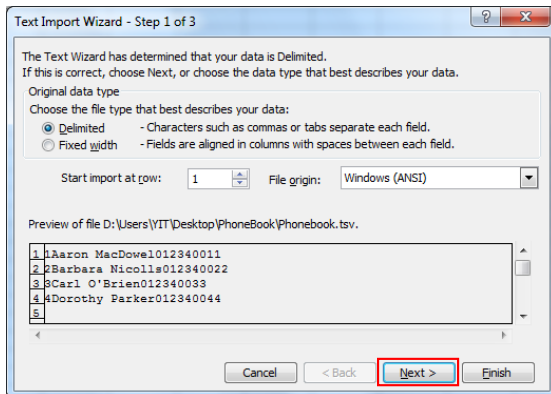 Text Import Wizard - Step 1 of 3
The Text Wizard has determined that your data is Delimited.
If this is correct, choose Next, or choose the data type that best describes your data.
Original data type
Choose the file type that best describes your data:
Delimited - Characters such as commas or tabs separate each field.
Fixed width - Fields are aligned in columns with spaces between each field.
Start import at row: 1 File origin: Windows (ANSI)
Preview of file D:\Users\YIT\Desktop\PhoneBook\Phonebook.tsv.
1 1Aaron MacDowel012340011
2 2Barbara Nicolls012340022
3 3Carl O'Brien012340033
4 4Dorothy Parker012340044
5
Cancel < Back Next > Finish